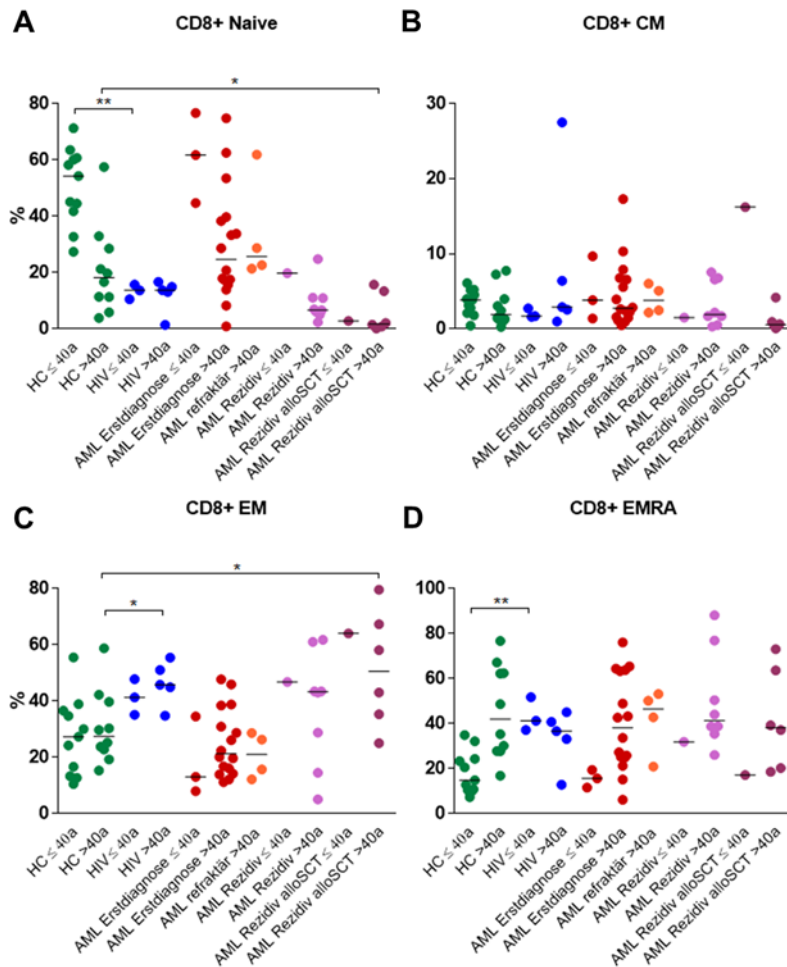 A
CD8+ Naive
*
**
80
60
40
20
0
%
HC ≤ 40a
HC >40a
HIV ≤ 40a
HIV >40a
AML Erstdiagnose ≤ 40a
AML Erstdiagnose >40a
AML refraktär >40a
AML Rezidiv ≤ 40a
AML Rezidiv >40a
AML Rezidiv alloSCT ≤ 40a
AML Rezidiv alloSCT >40a
B
CD8+ CM
30
20
10
0
HC ≤ 40a
HC >40a
HIV ≤ 40a
HIV >40a
AML Erstdiagnose ≤ 40a
AML Erstdiagnose >40a
AML refraktär >40a
AML Rezidiv ≤ 40a
AML Rezidiv >40a
AML Rezidiv alloSCT ≤ 40a
AML Rezidiv alloSCT >40a
C
CD8+ EM
*
*
80
60
40
20
0
%
HC ≤ 40a
HC >40a
HIV ≤ 40a
HIV >40a
AML Erstdiagnose ≤ 40a
AML Erstdiagnose >40a
AML refraktär >40a
AML Rezidiv ≤ 40a
AML Rezidiv >40a
AML Rezidiv alloSCT ≤ 40a
AML Rezidiv alloSCT >40a
D
CD8+ EMRA
**
100
80
60
40
20
0
HC ≤ 40a
HC >40a
HIV ≤ 40a
HIV >40a
AML Erstdiagnose ≤ 40a
AML Erstdiagnose >40a
AML refraktär >40a
AML Rezidiv ≤ 40a
AML Rezidiv >40a
AML Rezidiv alloSCT ≤ 40a
AML Rezidiv alloSCT >40a